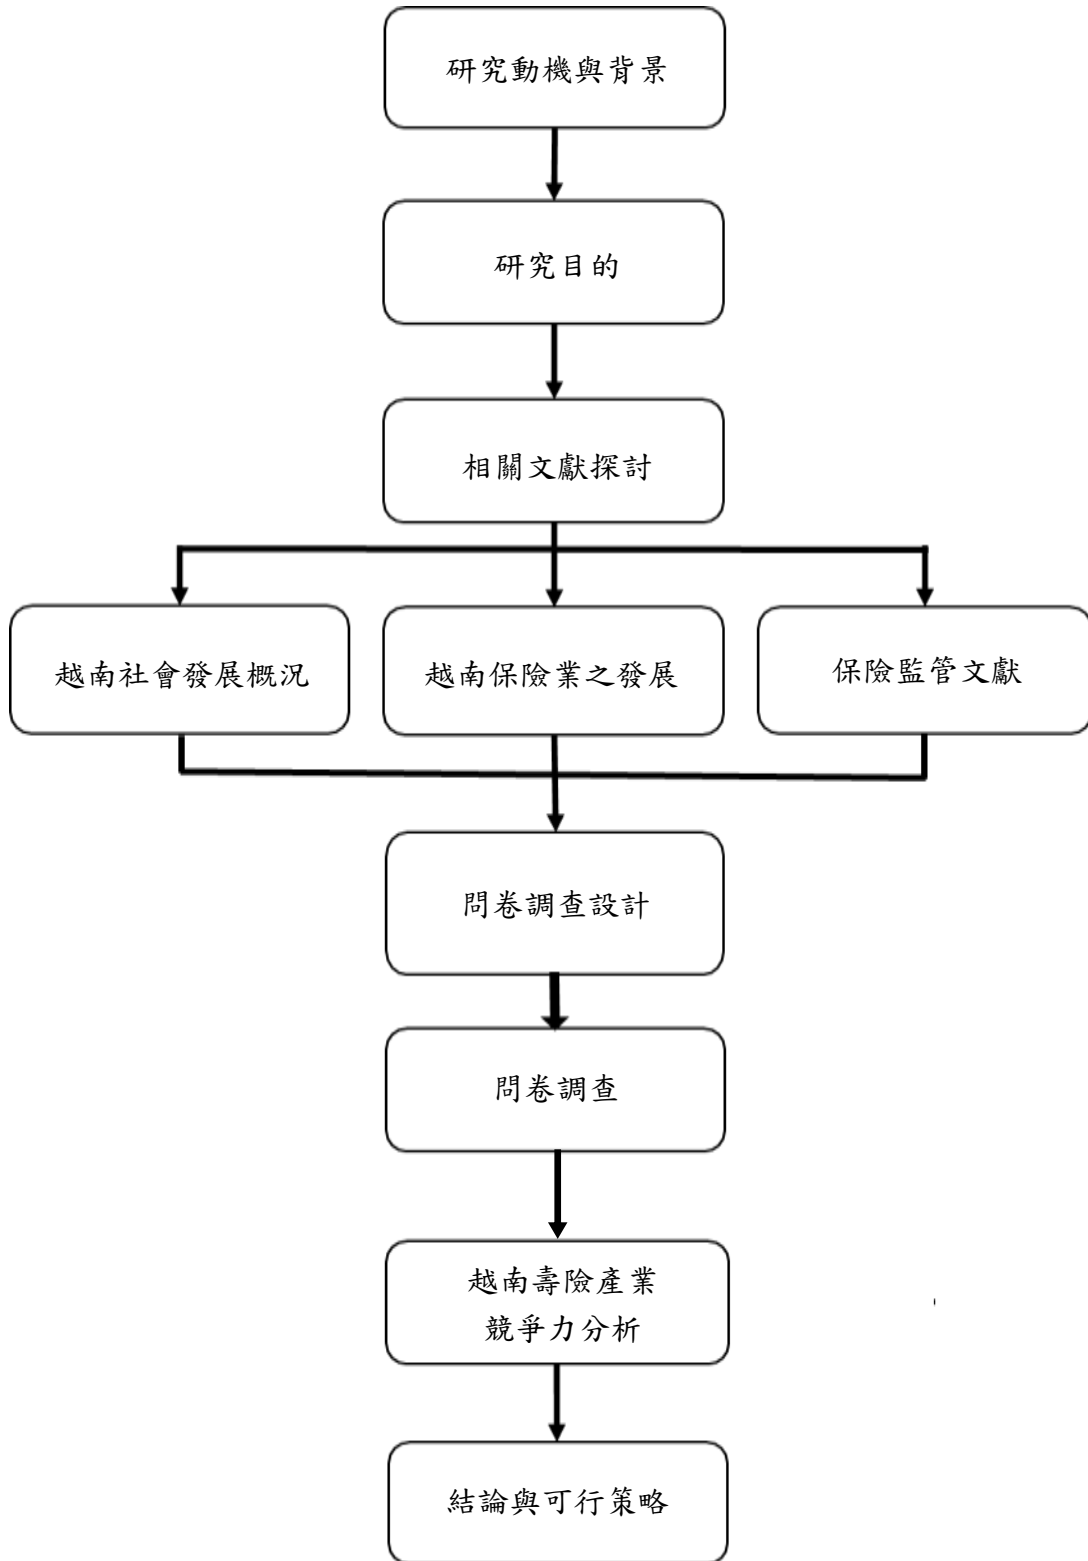 研究動機與背景
研究目的
相關文獻探討
越南社會發展概況
越南保險業之發展
保險監管文獻
問卷調查設計
問卷調查
越南壽險產業
競爭力分析
結論與可行策略